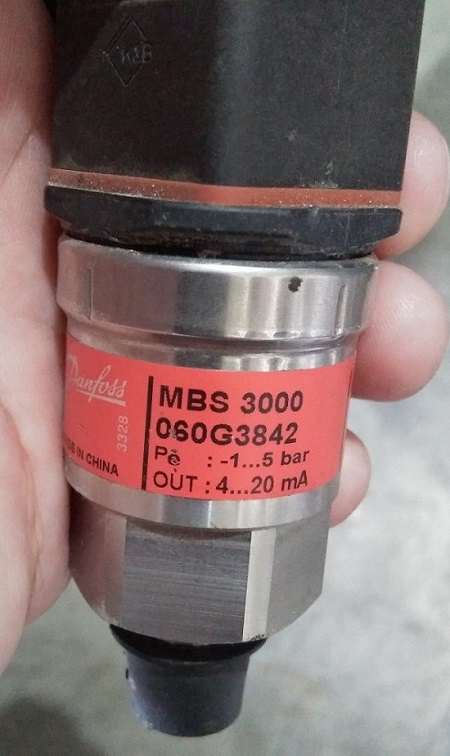 Danfoss
3328
DE IN CHINA
MBS 3000
060G3842
Pe : -1...5 bar
OUT : 4...20 mA